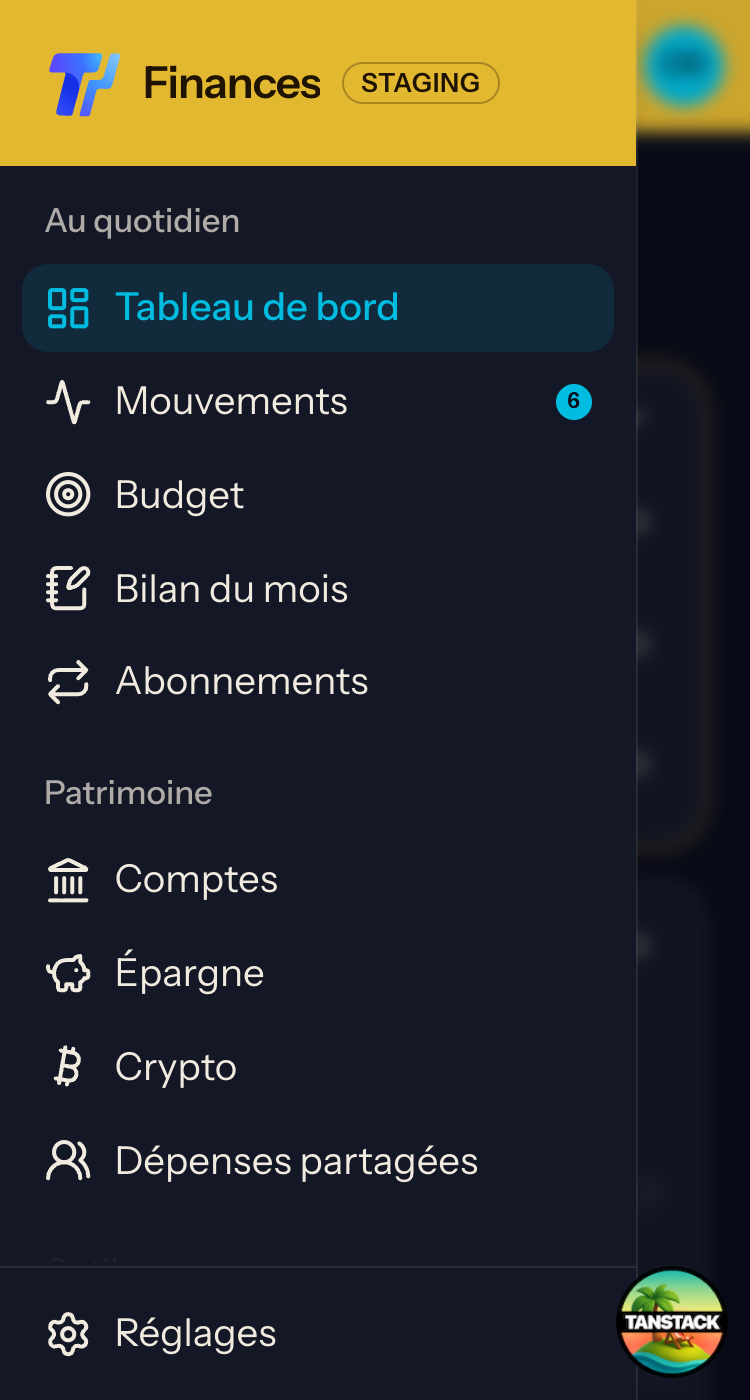 Finances
STAGING
Au quotidien
Tableau de bord
Mouvements
6
Budget
Bilan du mois
Abonnements
Patrimoine
Comptes
Épargne
Crypto
Dépenses partagées
Réglages
TANSTACK